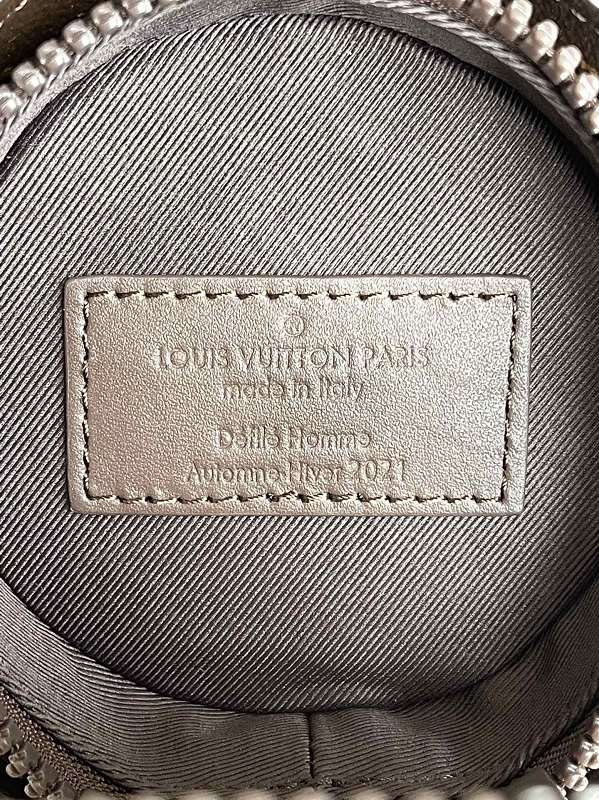 LOUIS VUITTON PARIS
made in Italy
Défilé Homme
Automne-Hiver 2021